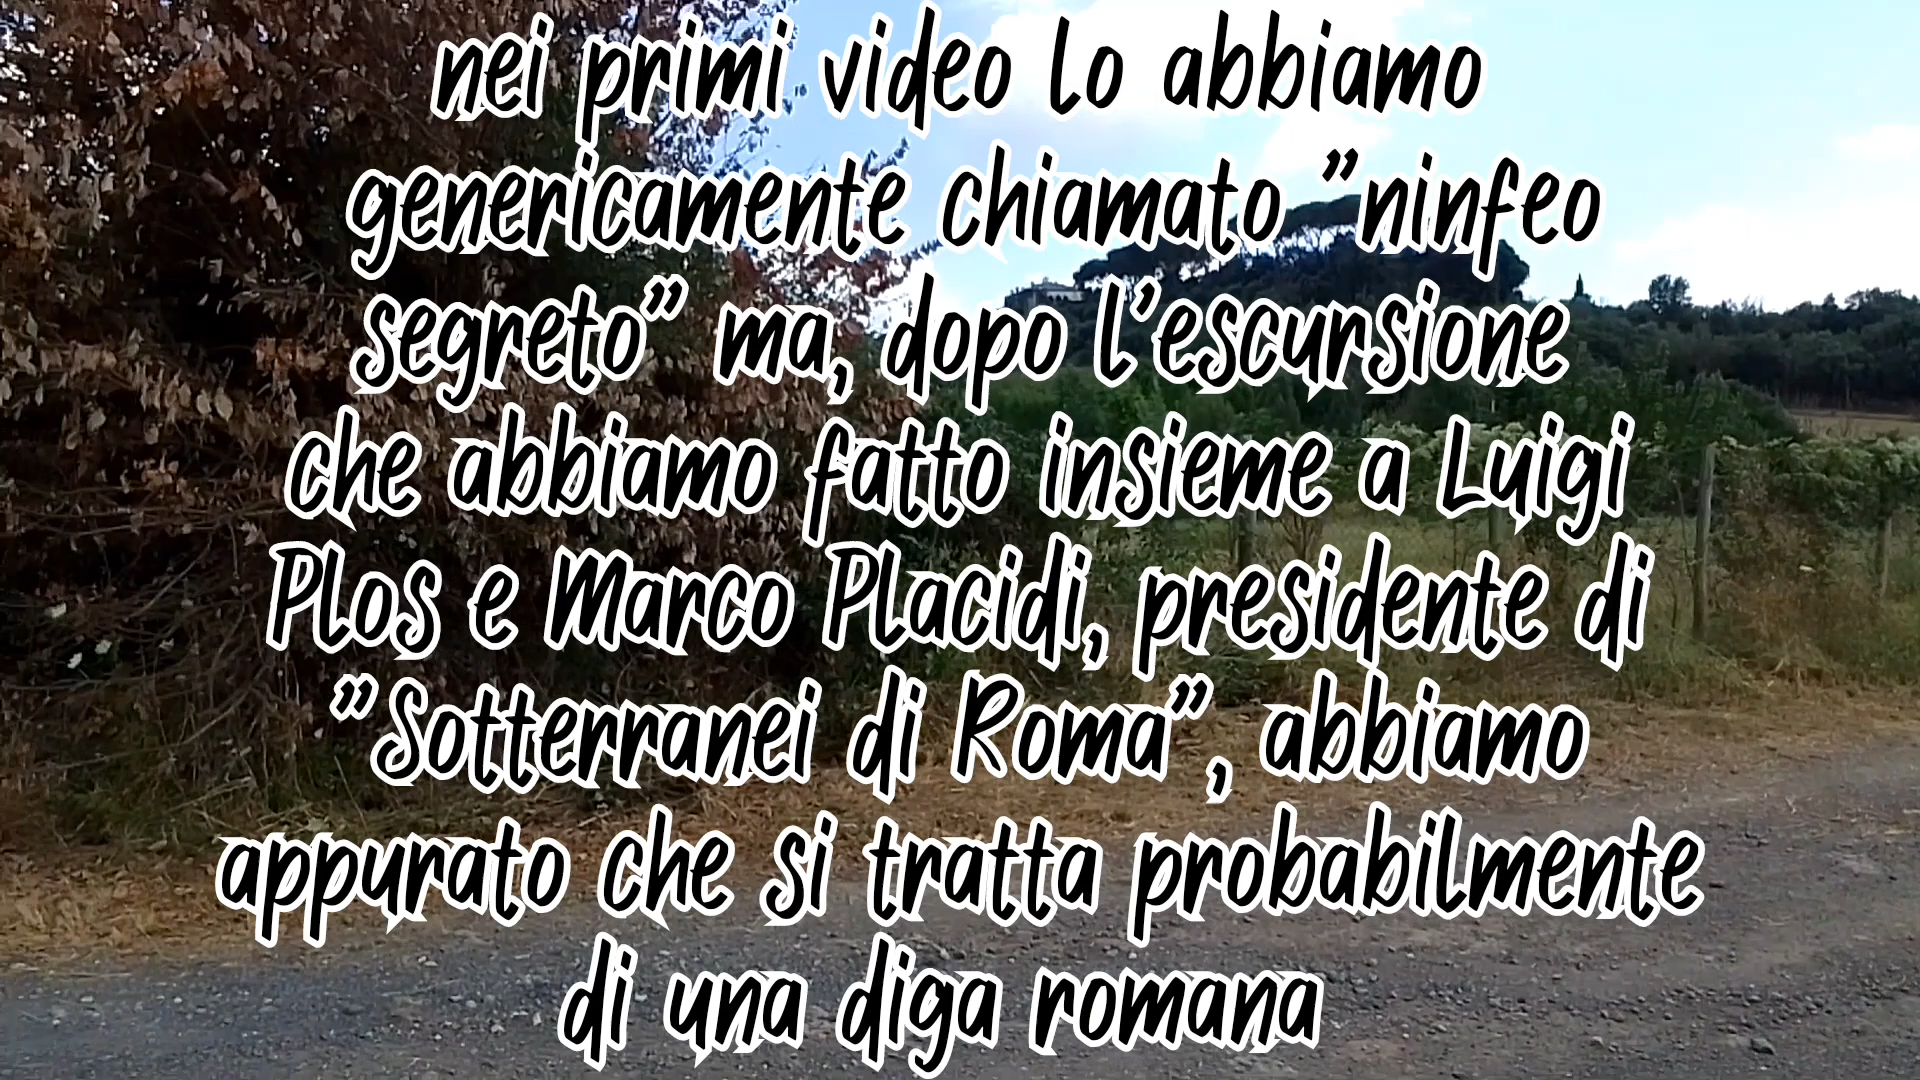 nei primi video lo abbiamo
genericamente chiamato "ninfeo
segreto" ma, dopo l'escursione
che abbiamo fatto insieme a Luigi
Plos e Marco Placidi, presidente di
"Sotterranei di Roma", abbiamo
appurato che si tratta probabilmente
di una diga romana